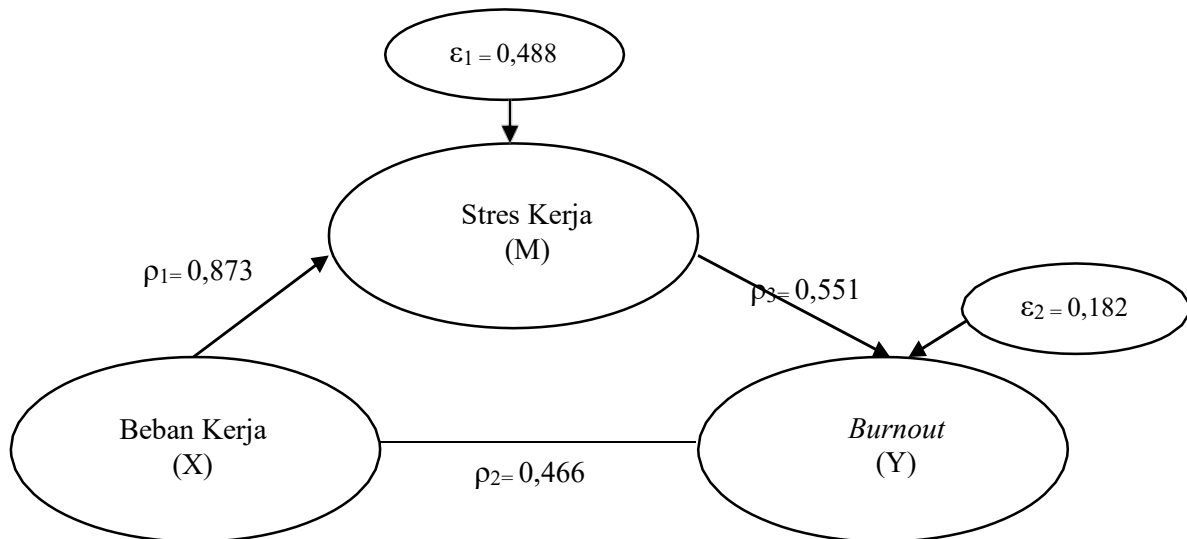 ε1 = 0,488
Stres Kerja
(M)
ρ1= 0,873
ρ3= 0,551
ε2 = 0,182
Beban Kerja
(X)
Burnout
(Y)
ρ2= 0,466